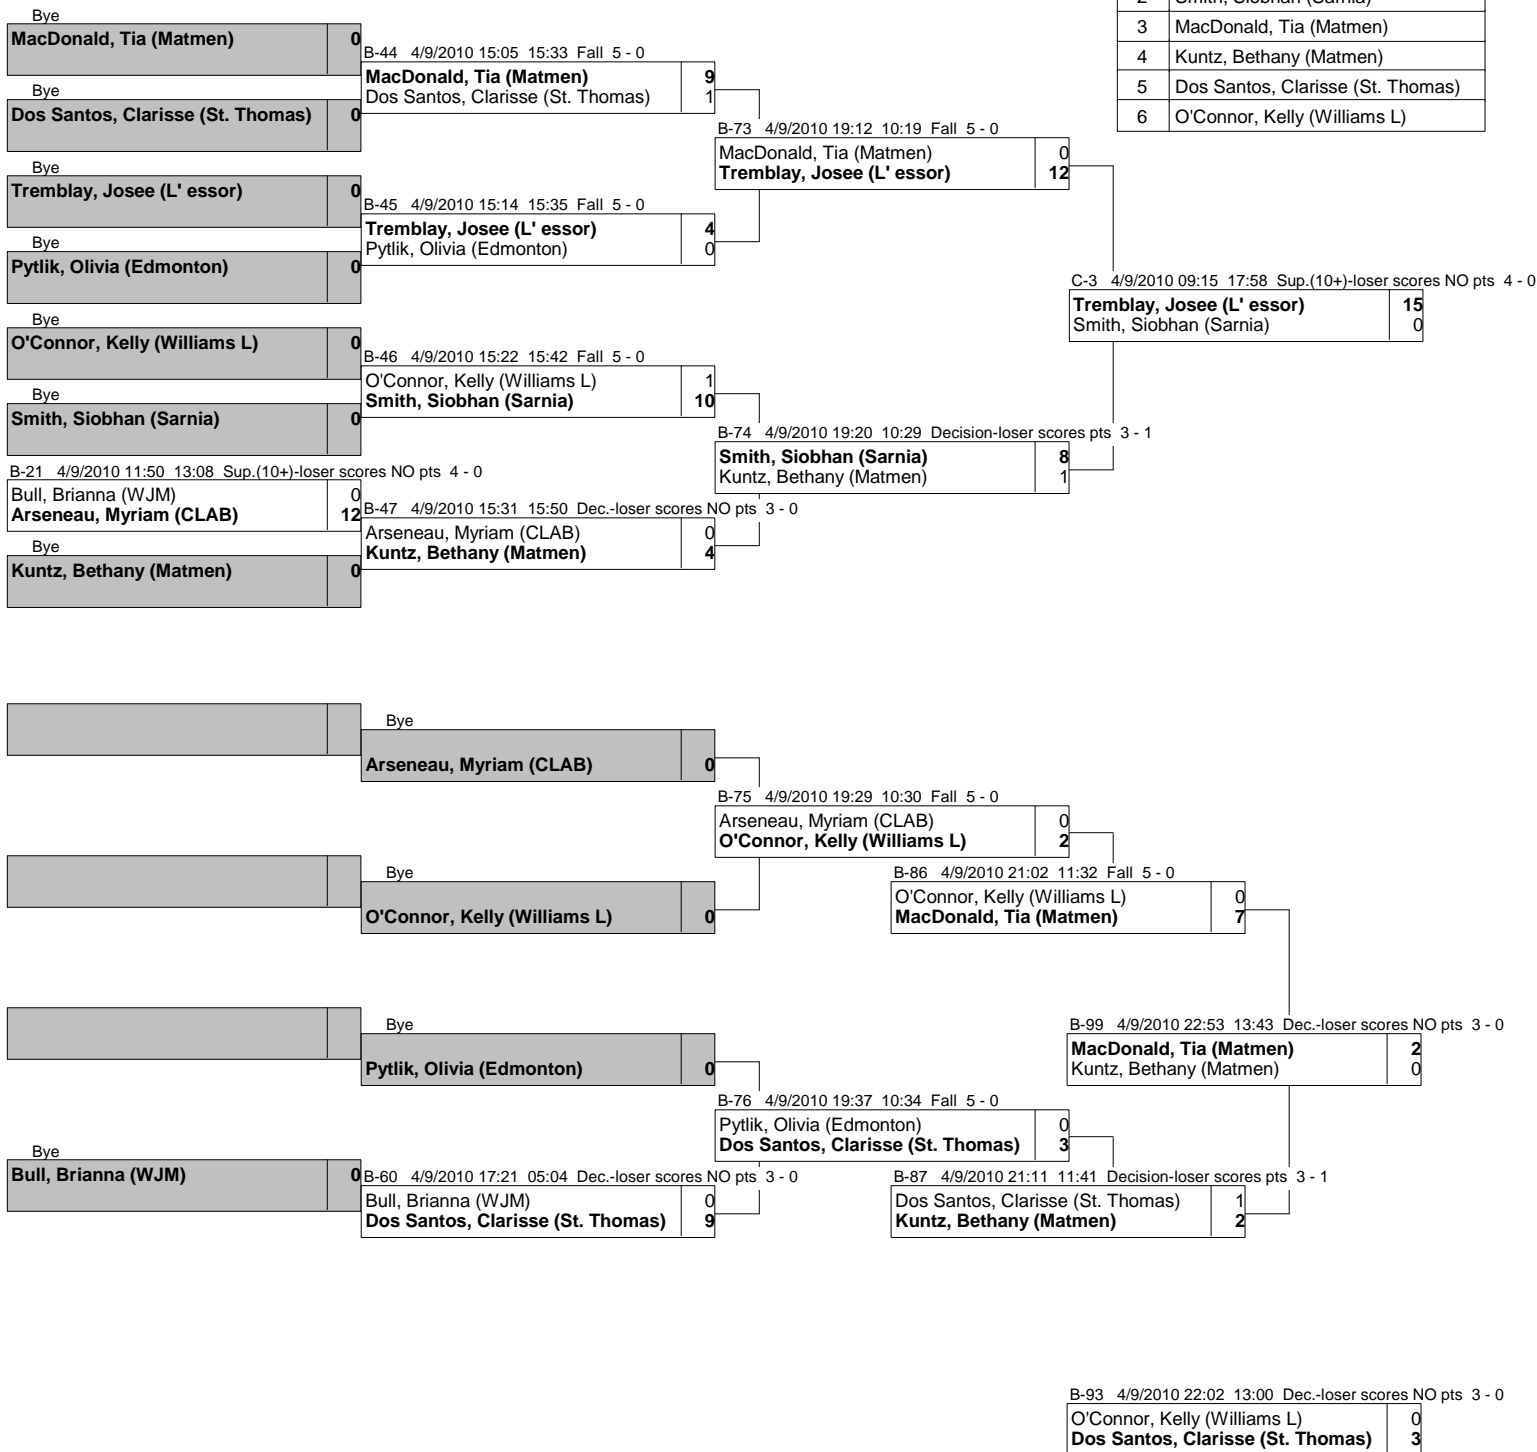 2 Smith, Siobhan (Sarnia)
3 MacDonald, Tia (Matmen)
4 Kuntz, Bethany (Matmen)
5 Dos Santos, Clarisse (St. Thomas)
6 O'Connor, Kelly (Williams L)
Bye
MacDonald, Tia (Matmen) 0
Bye
Dos Santos, Clarisse (St. Thomas) 0
Bye
Tremblay, Josee (L' essor) 0
Bye
Pytlik, Olivia (Edmonton) 0
Bye
O'Connor, Kelly (Williams L) 0
Bye
Smith, Siobhan (Sarnia) 0
B-21 4/9/2010 11:50 13:08 Sup.(10+)-loser scores NO pts 4 - 0
Bull, Brianna (WJM) 0
Arseneau, Myriam (CLAB) 12
Bye
Kuntz, Bethany (Matmen) 0
B-44 4/9/2010 15:05 15:33 Fall 5 - 0
MacDonald, Tia (Matmen) 9
Dos Santos, Clarisse (St. Thomas) 1
B-45 4/9/2010 15:14 15:35 Fall 5 - 0
Tremblay, Josee (L' essor) 4
Pytlik, Olivia (Edmonton) 0
B-46 4/9/2010 15:22 15:42 Fall 5 - 0
O'Connor, Kelly (Williams L) 1
Smith, Siobhan (Sarnia) 10
B-47 4/9/2010 15:31 15:50 Dec.-loser scores NO pts 3 - 0
Arseneau, Myriam (CLAB) 0
Kuntz, Bethany (Matmen) 4
B-73 4/9/2010 19:12 10:19 Fall 5 - 0
MacDonald, Tia (Matmen) 0
Tremblay, Josee (L' essor) 12
B-74 4/9/2010 19:20 10:29 Decision-loser scores pts 3 - 1
Smith, Siobhan (Sarnia) 8
Kuntz, Bethany (Matmen) 1
C-3 4/9/2010 09:15 17:58 Sup.(10+)-loser scores NO pts 4 - 0
Tremblay, Josee (L' essor) 15
Smith, Siobhan (Sarnia) 0
Bye
Arseneau, Myriam (CLAB) 0
Bye
O'Connor, Kelly (Williams L) 0
Bye
Pytlik, Olivia (Edmonton) 0
Bye
Bull, Brianna (WJM) 0
B-60 4/9/2010 17:21 05:04 Dec.-loser scores NO pts 3 - 0
Bull, Brianna (WJM) 0
Dos Santos, Clarisse (St. Thomas) 9
B-75 4/9/2010 19:29 10:30 Fall 5 - 0
Arseneau, Myriam (CLAB) 0
O'Connor, Kelly (Williams L) 2
B-76 4/9/2010 19:37 10:34 Fall 5 - 0
Pytlik, Olivia (Edmonton) 0
Dos Santos, Clarisse (St. Thomas) 3
B-86 4/9/2010 21:02 11:32 Fall 5 - 0
O'Connor, Kelly (Williams L) 0
MacDonald, Tia (Matmen) 7
B-87 4/9/2010 21:11 11:41 Decision-loser scores pts 3 - 1
Dos Santos, Clarisse (St. Thomas) 1
Kuntz, Bethany (Matmen) 2
B-99 4/9/2010 22:53 13:43 Dec.-loser scores NO pts 3 - 0
MacDonald, Tia (Matmen) 2
Kuntz, Bethany (Matmen) 0
B-93 4/9/2010 22:02 13:00 Dec.-loser scores NO pts 3 - 0
O'Connor, Kelly (Williams L) 0
Dos Santos, Clarisse (St. Thomas) 3